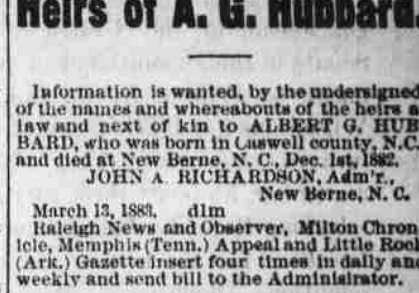 Heirs of A. G. Hubbard.
Information is wanted, by the undersigned
of the names and whereabouts of the heirs a
law and next of kin to ALBERT G. HUB
BARD, who was born in Caswell county, N.C.
and died at New Berne, N. C., Dec. 1st, 1882.
JOHN A. RICHARDSON, Adm'r.,
New Berne, N. C.
March 13, 1883. d1m
Raleigh News and Observer, Milton Chron
icle, Memphis (Tenn.) Appeal and Little Rock
(Ark.) Gazette insert four times in daily and
weekly and send bill to the Administrator.